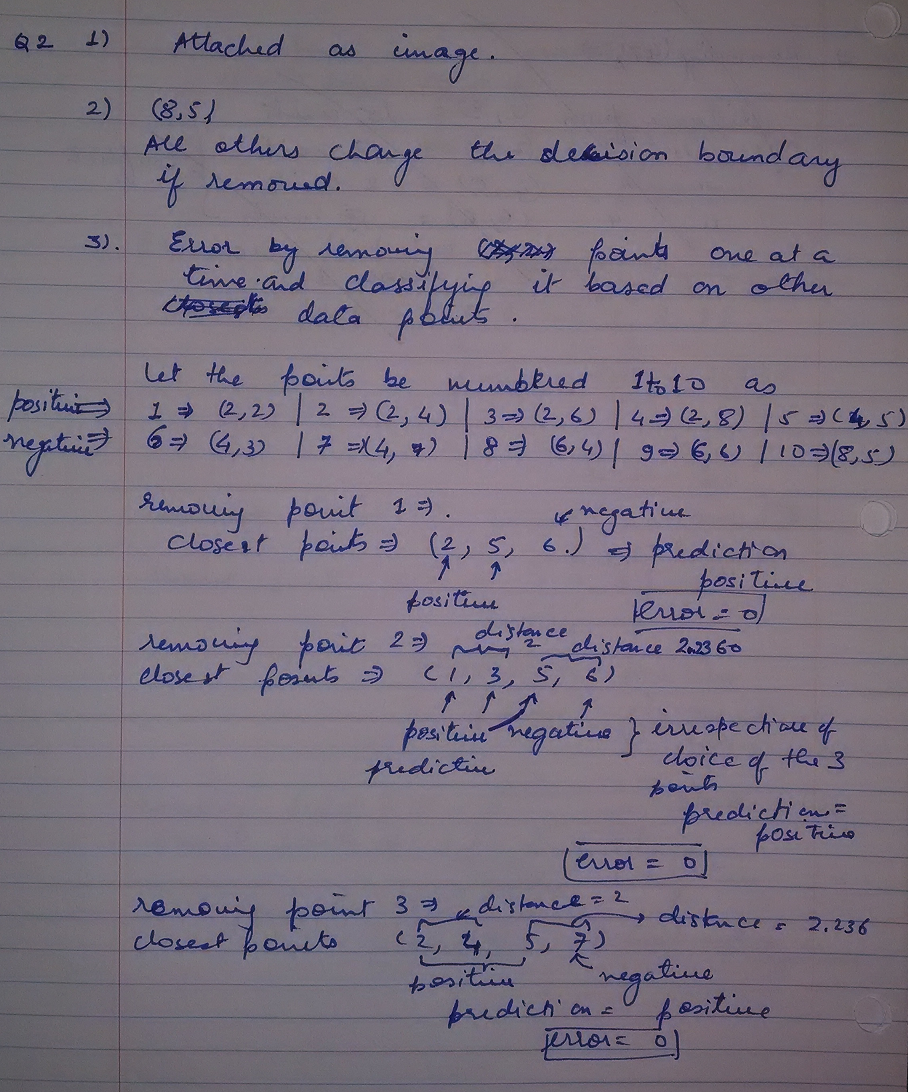 Q2 1) Attached as image.
2) (8,5)
All others change the decision boundary
if removed.
3). Error by removing points one at a
time and classifying it based on other
data points.
Let the points be numbered 1 to 10 as
positive ⇒ 1 ⇒ (2,2) | 2 ⇒ (2,4) | 3 ⇒ (2,6) | 4 ⇒ (2,8) | 5 ⇒ (4,5)
negative ⇒ 6 ⇒ (4,3) | 7 ⇒ (4,7) | 8 ⇒ (6,4) | 9 ⇒ (6,6) | 10 ⇒ (8,5)
removing point 1 ⇒. negative
closest points ⇒ (2, 5, 6.) ⇒ prediction
positive
positive
error = 0
removing point 2 ⇒ distance 2 distance 2.2360
closest points ⇒ (1, 3, 5, 6)
positive negative } irrespective of
predictive choice of the 3
points
prediction =
positive
error = 0
removing point 3 ⇒ distance = 2
closest points (2, 4, 5, 7) → distance = 2.236
positive negative
prediction = positive
error = 0